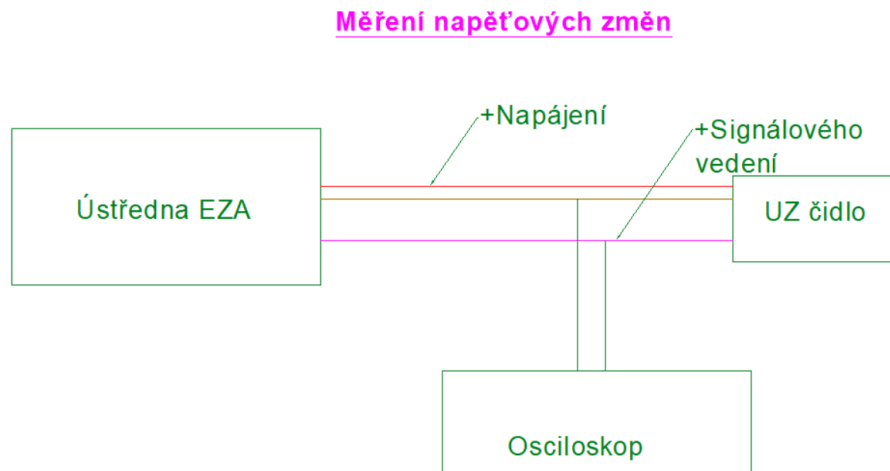 Měření napěťových změn
+Napájení
+Signálového
vedení
Ústředna EZA
UZ čidlo
Osciloskop